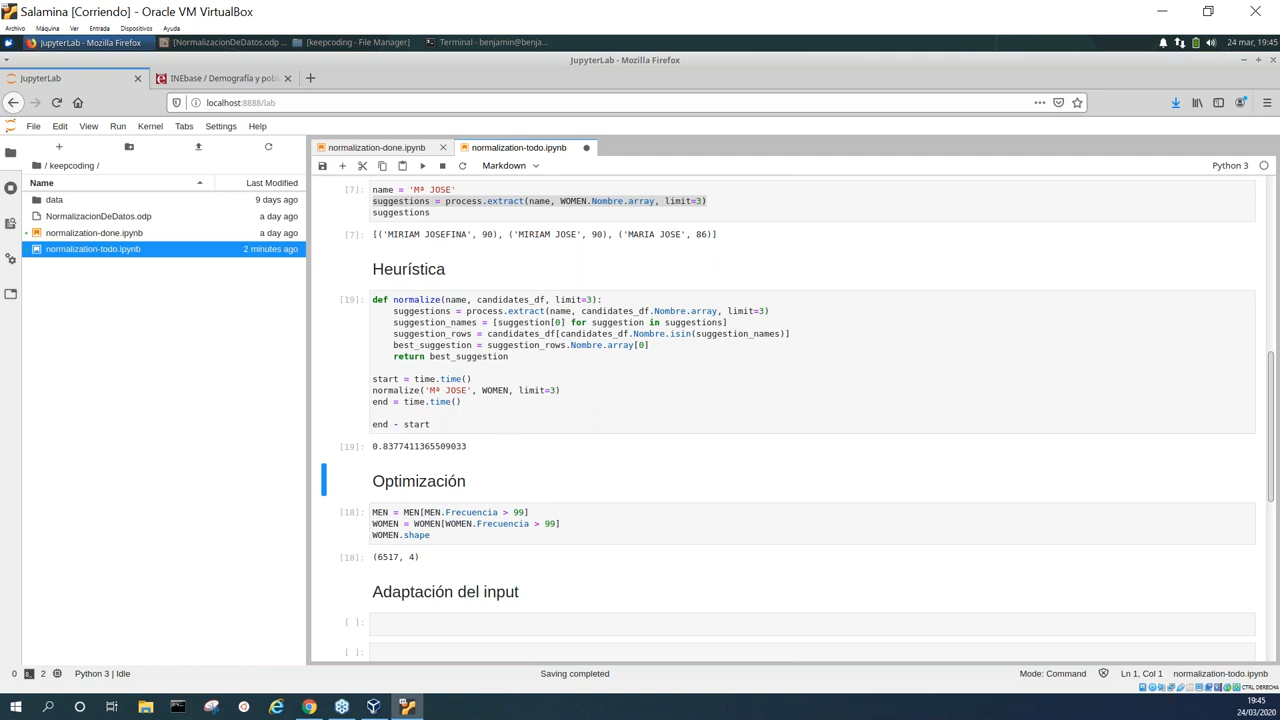 Salamina [Corriendo] - Oracle VM VirtualBox
Archivo Máquina Ver Entrada Dispositivos Ayuda
JupyterLab - Mozilla Firefox [NormalizacionDeDatos.odp ... [keepcoding - File Manager] Terminal - benjamin@benja... 24 mar, 19:45
JupyterLab - Mozilla Firefox
JupyterLab INEbase / Demografía y pobl
localhost:8888/lab
File Edit View Run Kernel Tabs Settings Help
normalization-done.ipynb normalization-todo.ipynb
/ keepcoding /
Markdown Python 3
Name Last Modified
data 9 days ago
NormalizacionDeDatos.odp a day ago
normalization-done.ipynb a day ago
normalization-todo.ipynb 2 minutes ago
[7]: name = 'Mª JOSE'
suggestions = process.extract(name, WOMEN.Nombre.array, limit=3)
suggestions
[7]: [('MIRIAM JOSEFINA', 90), ('MIRIAM JOSE', 90), ('MARIA JOSE', 86)]
Heurística
[19]: def normalize(name, candidates_df, limit=3):
suggestions = process.extract(name, candidates_df.Nombre.array, limit=3)
suggestion_names = [suggestion[0] for suggestion in suggestions]
suggestion_rows = candidates_df[candidates_df.Nombre.isin(suggestion_names)]
best_suggestion = suggestion_rows.Nombre.array[0]
return best_suggestion
start = time.time()
normalize('Mª JOSE', WOMEN, limit=3)
end = time.time()
end - start
[19]: 0.8377411365509033
Optimización
[18]: MEN = MEN[MEN.Frecuencia > 99]
WOMEN = WOMEN[WOMEN.Frecuencia > 99]
WOMEN.shape
[18]: (6517, 4)
Adaptación del input
[ ]:
[ ]:
0 2 Python 3 | Idle Saving completed Mode: Command Ln 1, Col 1 normalization-todo.ipynb
CTRL DERECHA
19:45
24/03/2020